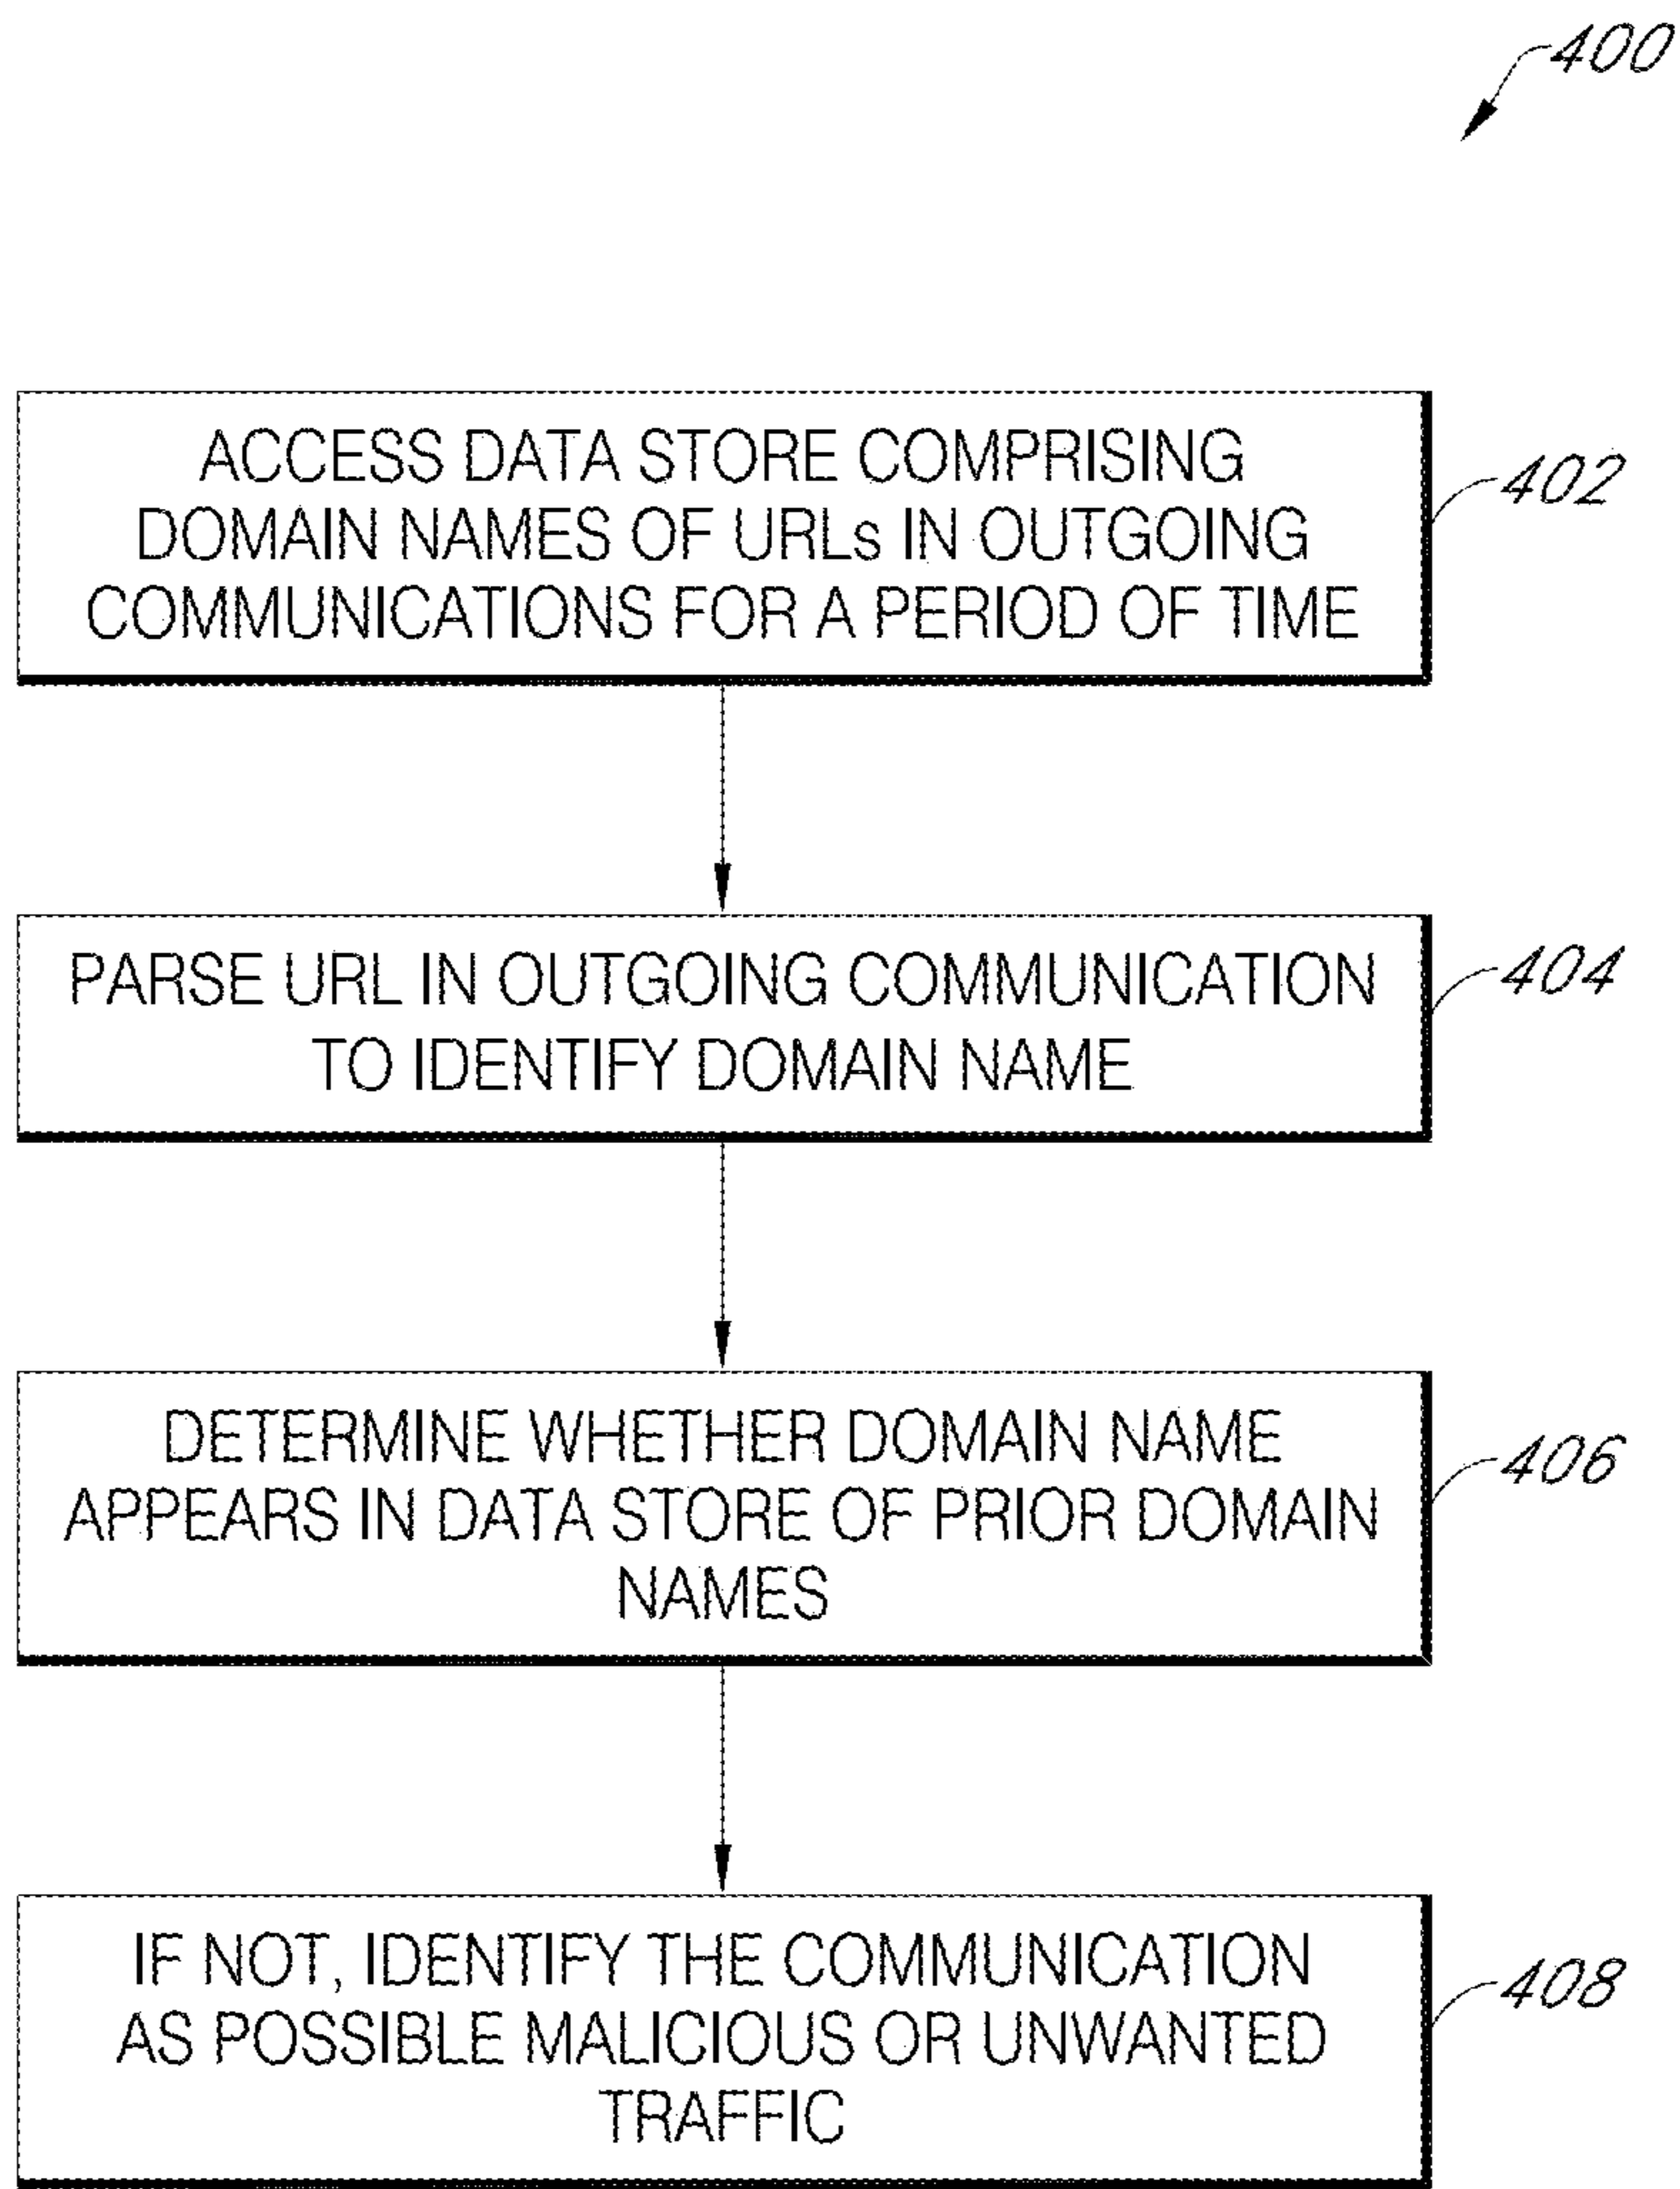 400
ACCESS DATA STORE COMPRISING
DOMAIN NAMES OF URLs IN OUTGOING
COMMUNICATIONS FOR A PERIOD OF TIME
402
PARSE URL IN OUTGOING COMMUNICATION
TO IDENTIFY DOMAIN NAME
404
DETERMINE WHETHER DOMAIN NAME
APPEARS IN DATA STORE OF PRIOR DOMAIN
NAMES
406
IF NOT, IDENTIFY THE COMMUNICATION
AS POSSIBLE MALICIOUS OR UNWANTED
TRAFFIC
408